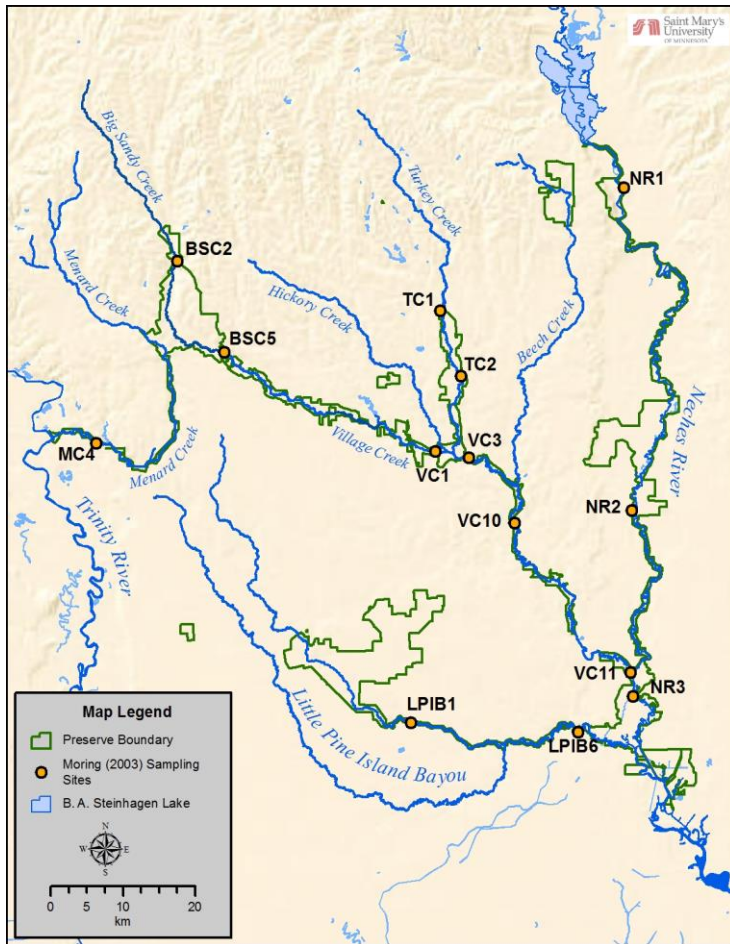 Saint Mary's
University
OF MINNESOTA
Big Sandy Creek
Turkey Creek
NR1
Menard Creek
BSC2
Hickory Creek
TC1
Beech Creek
BSC5
TC2
Neches River
Village Creek
VC1
VC3
MC4
Menard Creek
VC10
NR2
Trinity River
VC11
NR3
LPIB1
LPIB6
Little Pine Island Bayou
Map Legend
Preserve Boundary
Moring (2003) Sampling
Sites
B. A. Steinhagen Lake
N
W
E
S
0 5 10 20
km